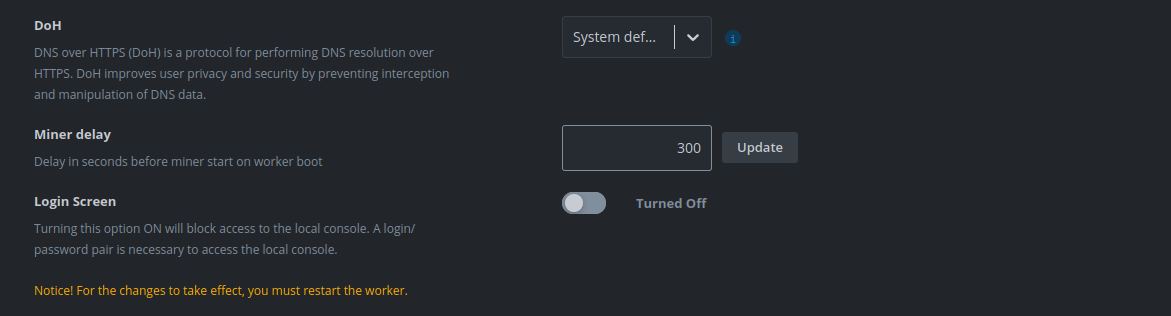 DoH
System def...
i
DNS over HTTPS (DoH) is a protocol for performing DNS resolution over
HTTPS. DoH improves user privacy and security by preventing interception
and manipulation of DNS data.
Miner delay
300
Update
Delay in seconds before miner start on worker boot
Login Screen
Turned Off
Turning this option ON will block access to the local console. A login/
password pair is necessary to access the local console.
Notice! For the changes to take effect, you must restart the worker.